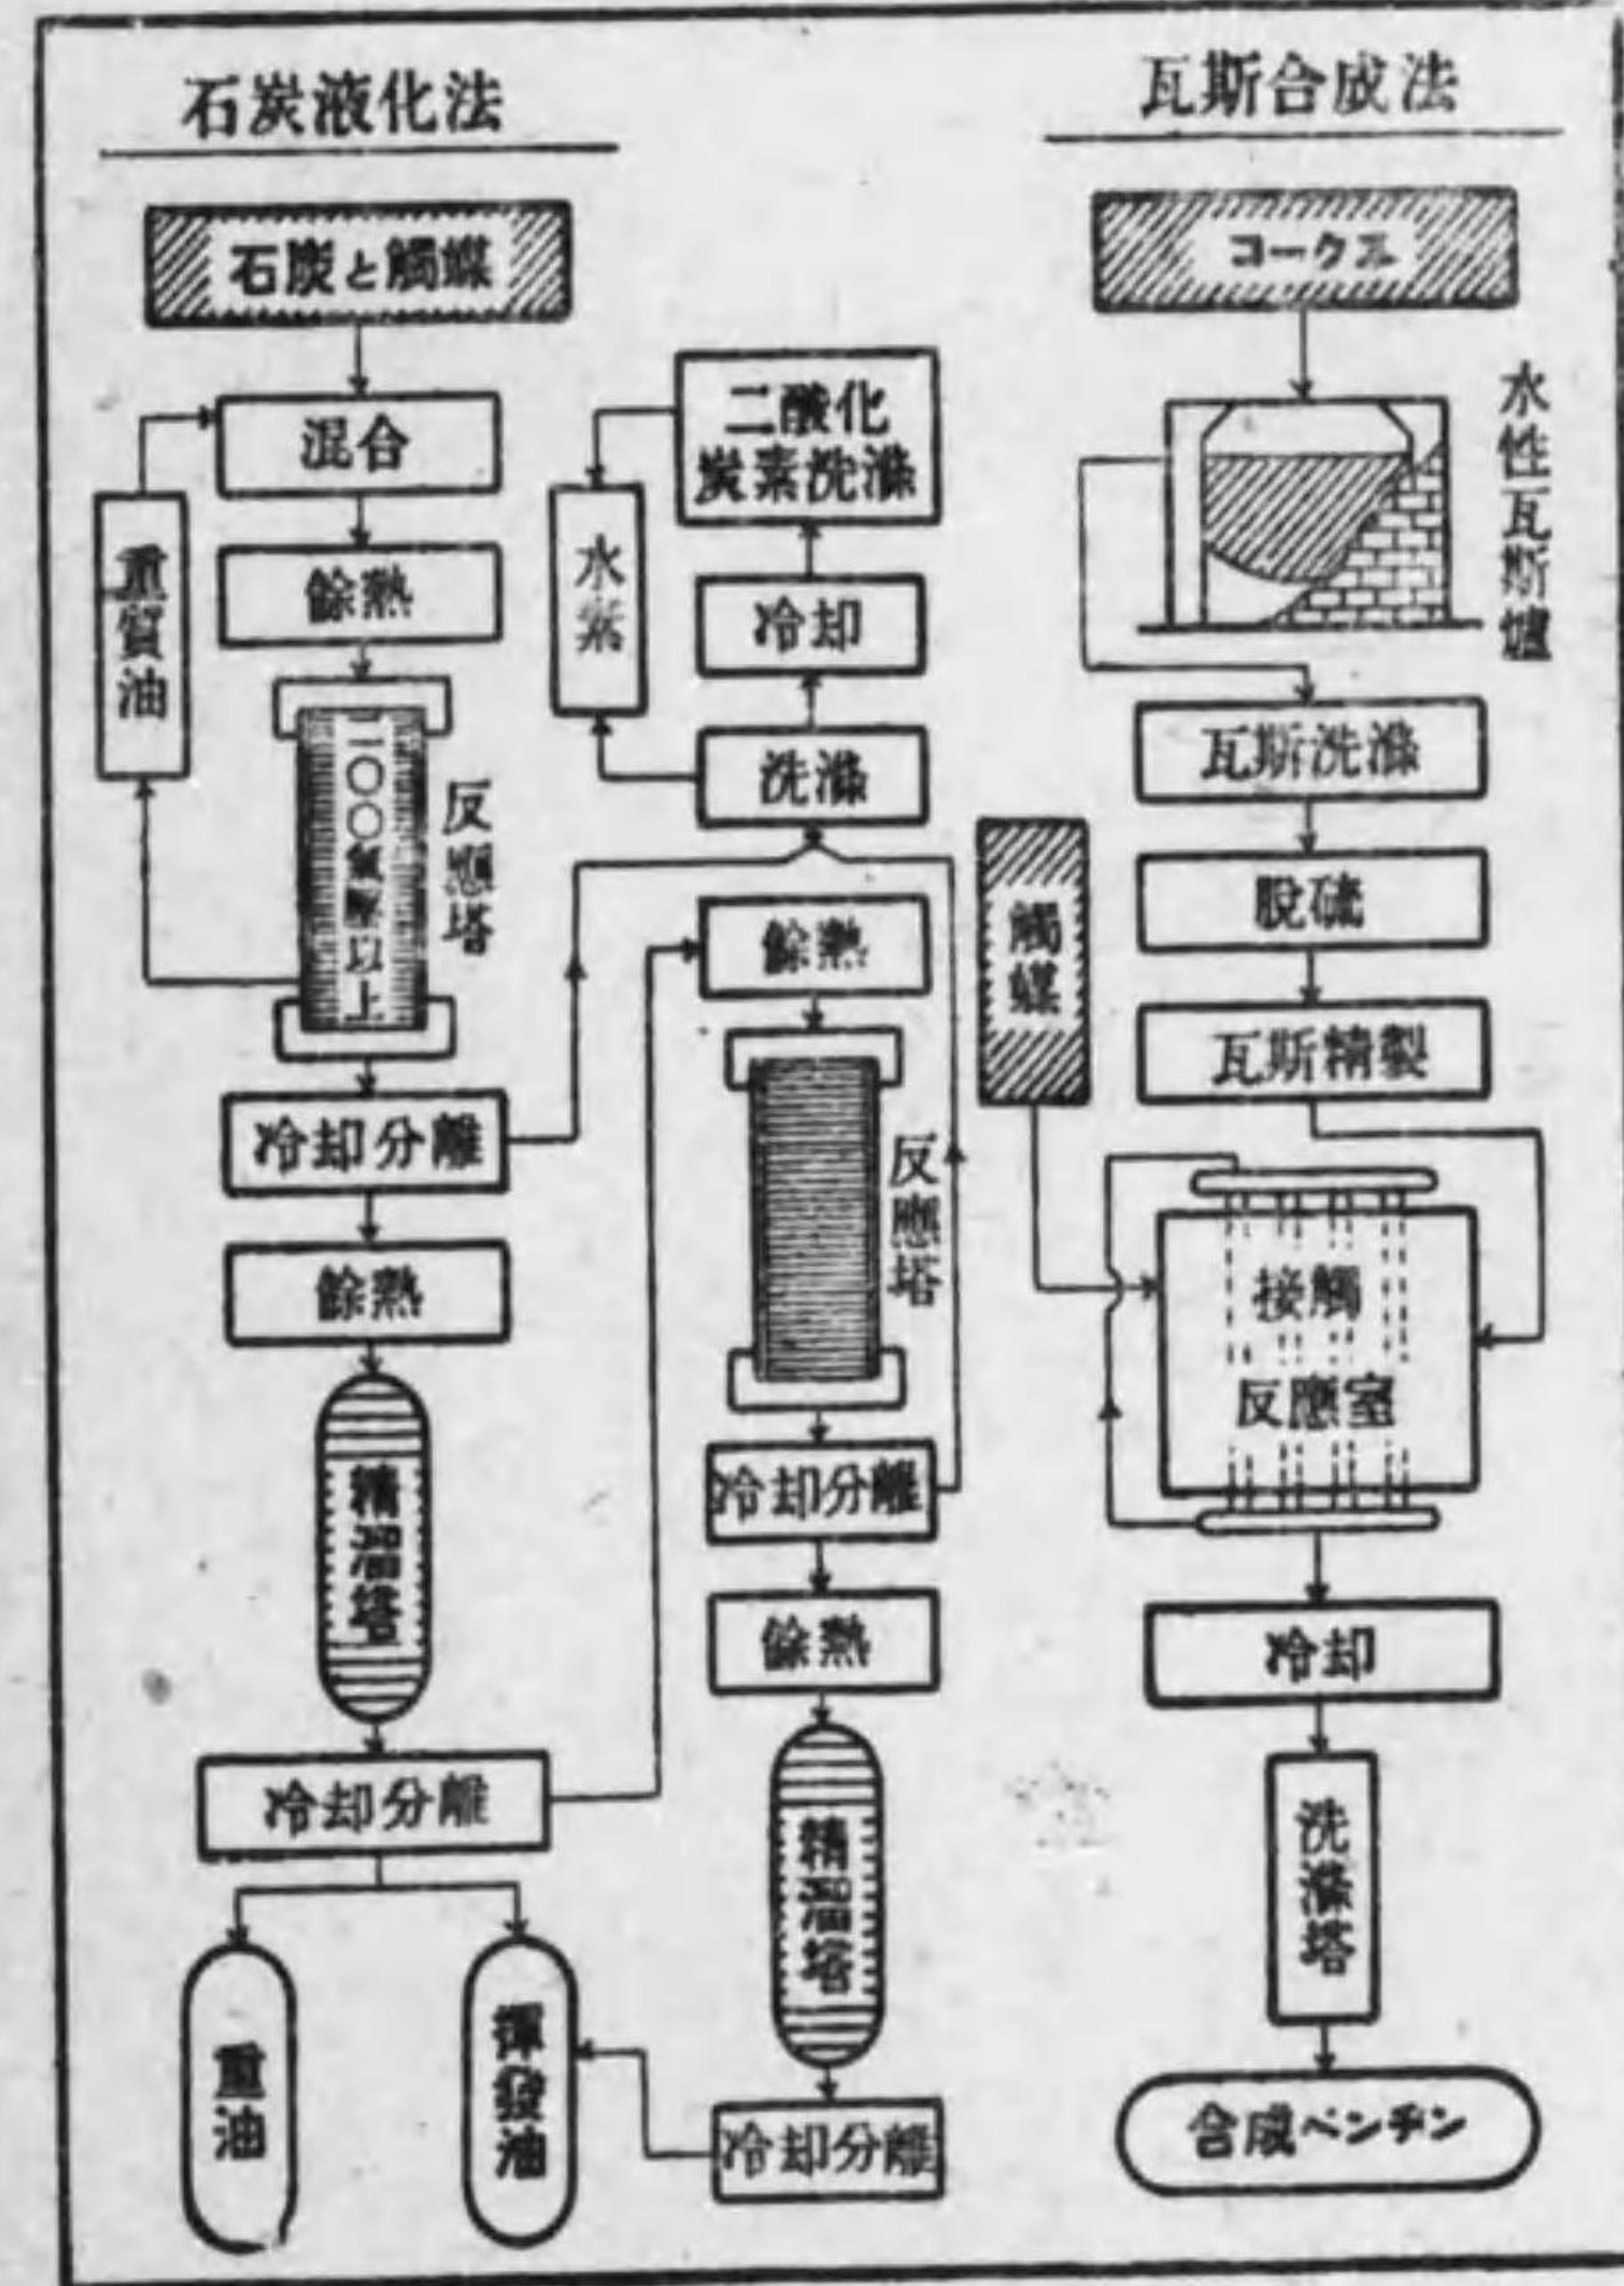 石炭液化法
石炭と觸媒
混合
餘熱
重質油
二〇〇氣壓以上
反應塔
冷却分離
餘熱
精溜塔
冷却分離
重油
揮發油
二酸化
炭素洗滌
水素
冷却
洗滌
餘熱
反應塔
冷却分離
餘熱
精溜塔
冷却分離
瓦斯合成法
コークス
水性瓦斯爐
瓦斯洗滌
脫硫
瓦斯精製
觸媒
接觸
反應室
冷却
洗滌塔
合成ベンヂン